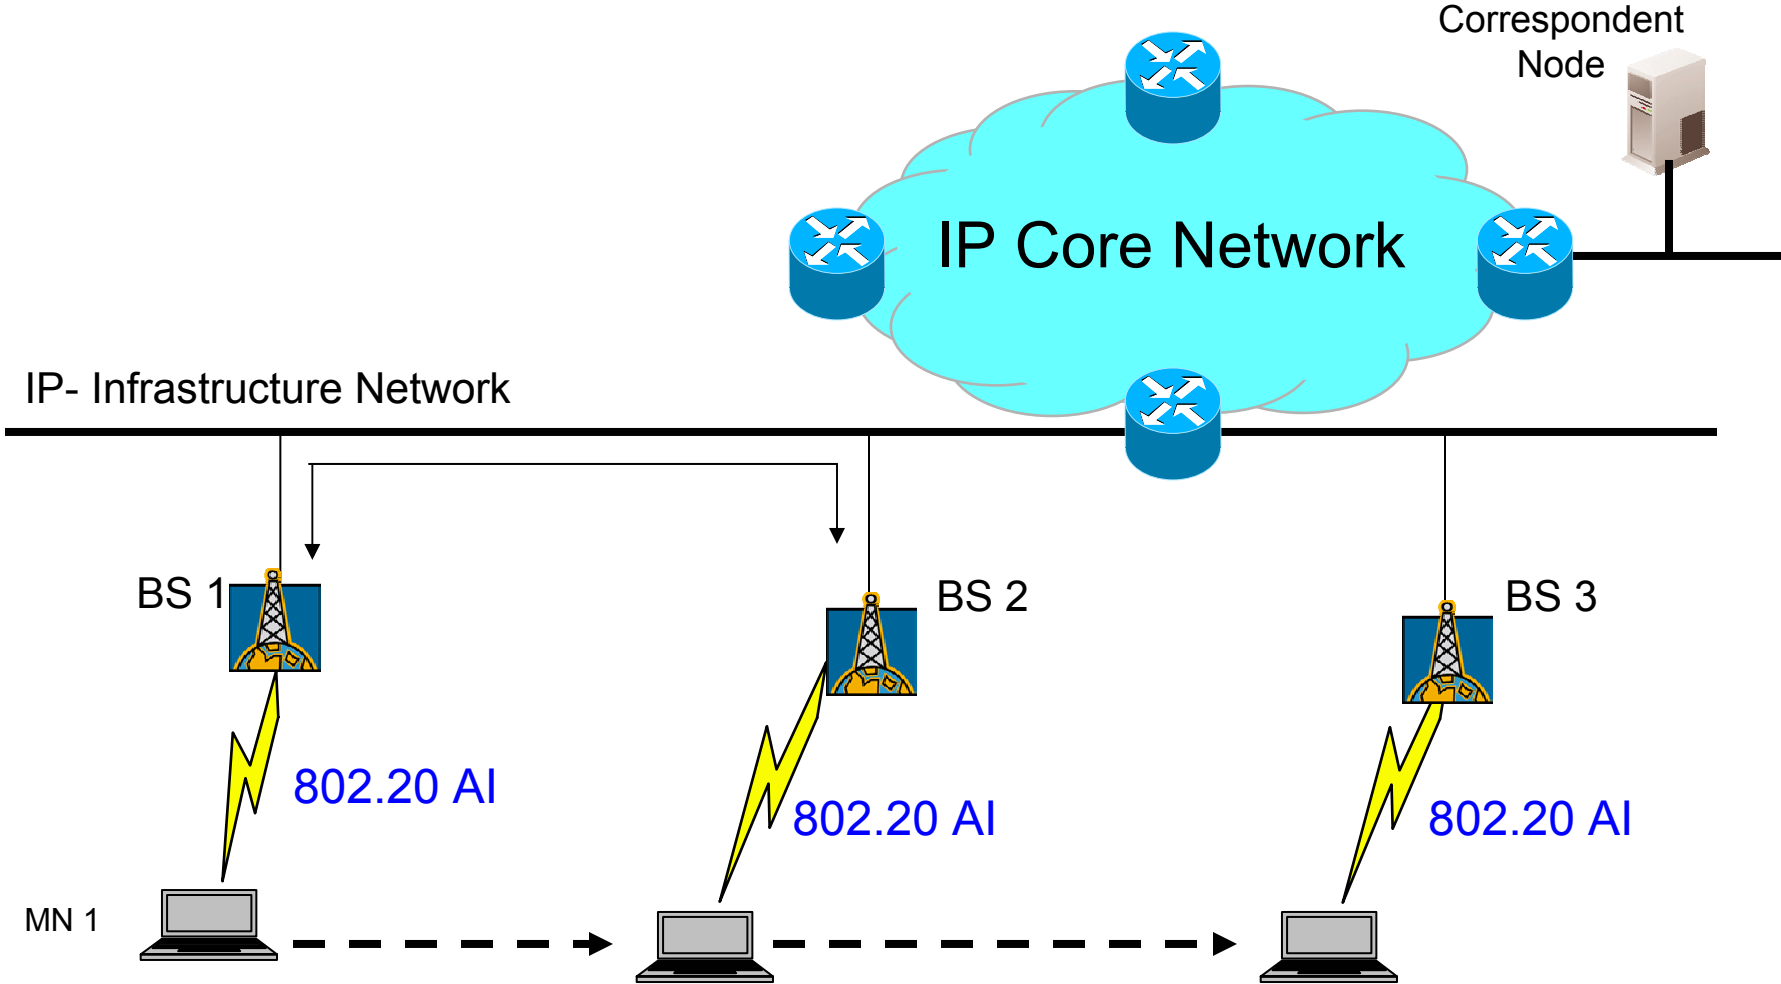 Correspondent
Node
IP Core Network
IP- Infrastructure Network
BS 1
BS 2
BS 3
802.20 AI
802.20 AI
802.20 AI
MN 1